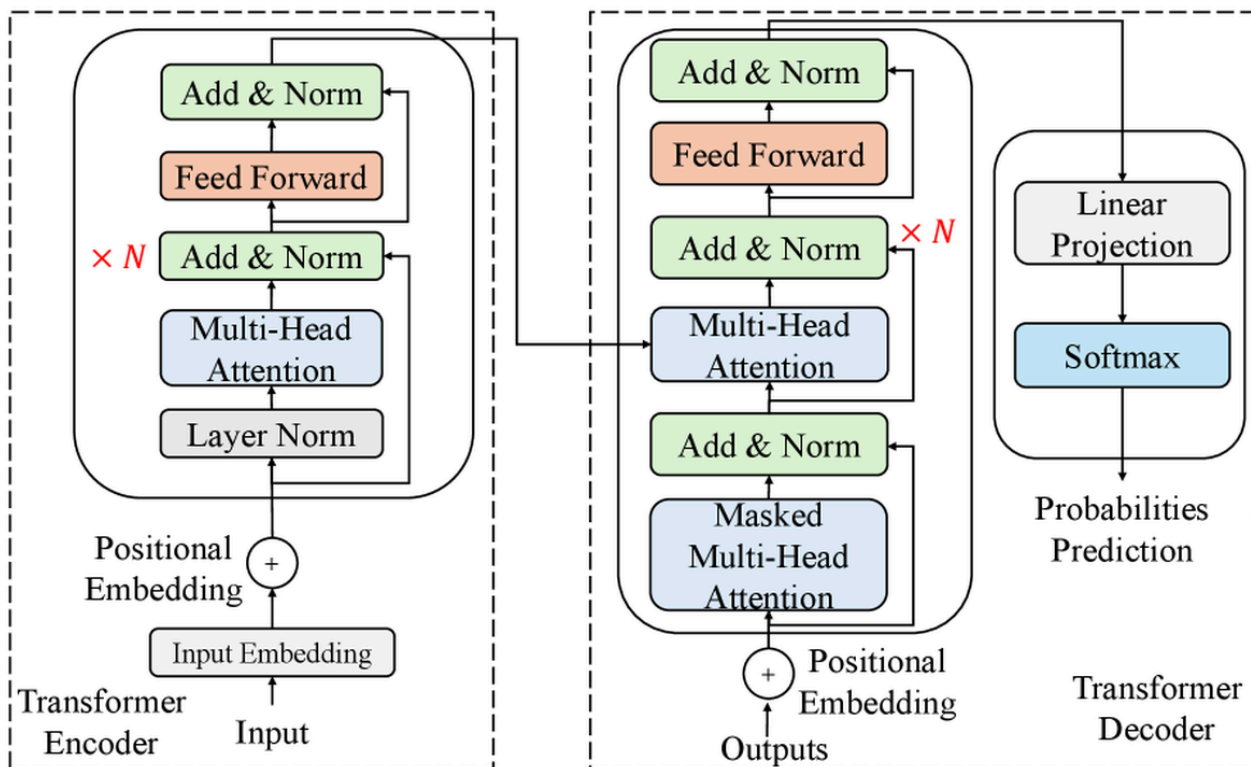 Add & Norm
Feed Forward
× N
Add & Norm
Multi-Head
Attention
Layer Norm
Positional
Embedding
+
Input Embedding
Transformer
Encoder
Input
Add & Norm
Feed Forward
× N
Add & Norm
Multi-Head
Attention
Add & Norm
Masked
Multi-Head
Attention
+
Positional
Embedding
Outputs
Linear
Projection
Softmax
Probabilities
Prediction
Transformer
Decoder